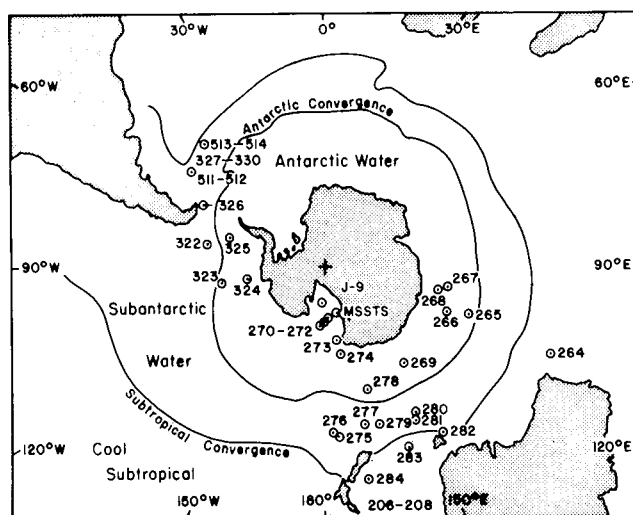 30°W 0° 30°E
60°W
60°E
Antarctic Convergence
513-514
327-330
511-512
Antarctic Water
326
322
325
90°W
90°E
J-9
323
324
267
268
MSSTS
Subantarctic
266
265
270-272
273
274
269
264
Water
278
277
280
276
279
281
275
282
Subtropical Convergence
283
120°W
120°E
Cool
Subtropical
284
206-208
150°W 180° 150°E